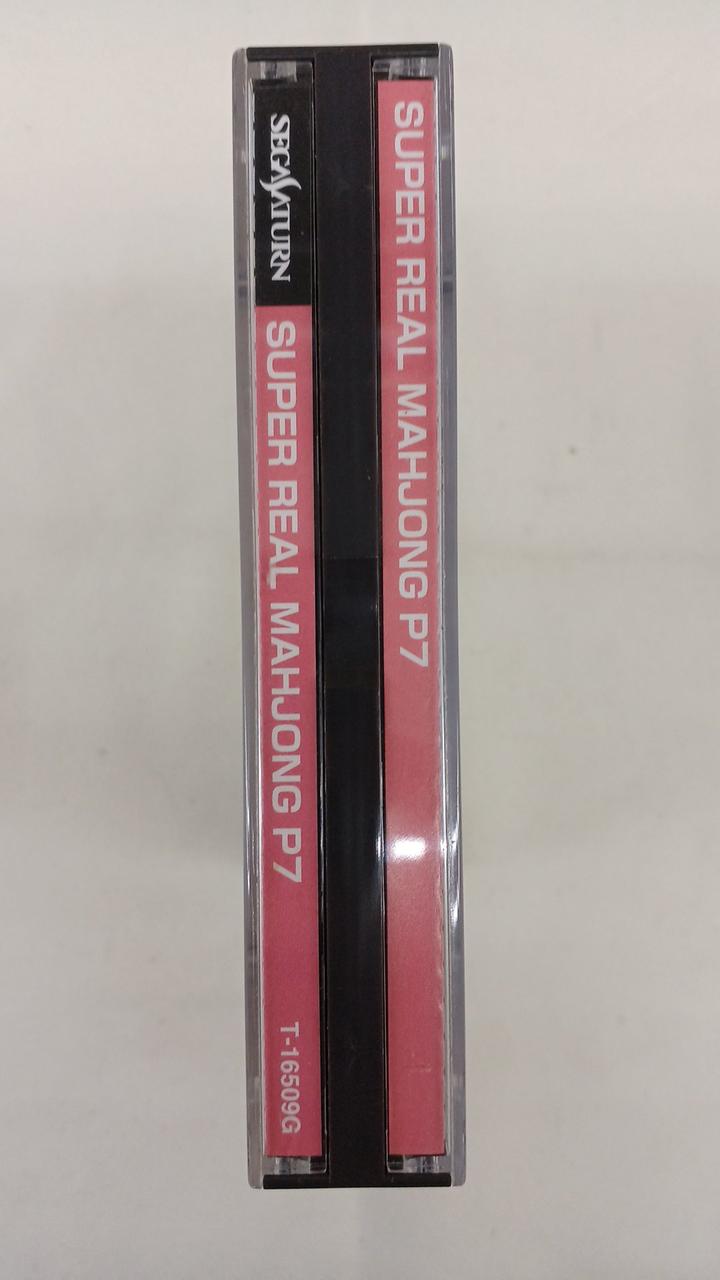 SUPER REAL MAHJONG P7
SEGA SATURN
SUPER REAL MAHJONG P7
T-16509G